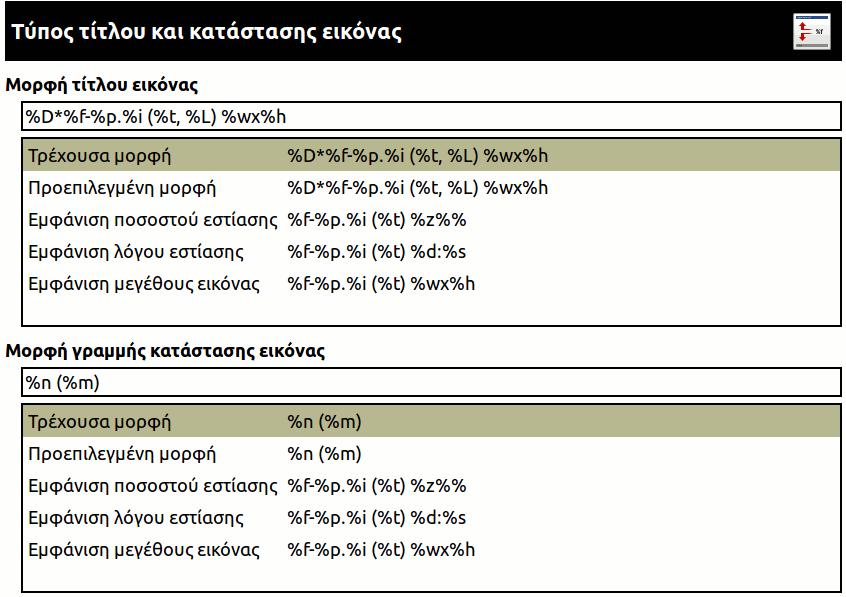 Τύπος τίτλου και κατάστασης εικόνας
%f
Μορφή τίτλου εικόνας
%D*%f-%p.%i (%t, %L) %wx%h
Τρέχουσα μορφή %D*%f-%p.%i (%t, %L) %wx%h
Προεπιλεγμένη μορφή %D*%f-%p.%i (%t, %L) %wx%h
Εμφάνιση ποσοστού εστίασης %f-%p.%i (%t) %z%%
Εμφάνιση λόγου εστίασης %f-%p.%i (%t) %d:%s
Εμφάνιση μεγέθους εικόνας %f-%p.%i (%t) %wx%h
Μορφή γραμμής κατάστασης εικόνας
%n (%m)
Τρέχουσα μορφή %n (%m)
Προεπιλεγμένη μορφή %n (%m)
Εμφάνιση ποσοστού εστίασης %f-%p.%i (%t) %z%%
Εμφάνιση λόγου εστίασης %f-%p.%i (%t) %d:%s
Εμφάνιση μεγέθους εικόνας %f-%p.%i (%t) %wx%h